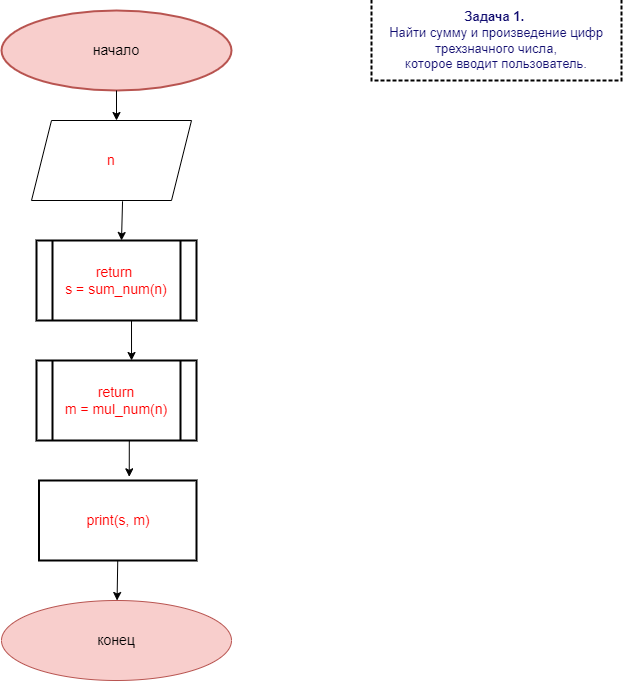 Задача 1.
Найти сумму и произведение цифр
трехзначного числа,
которое вводит пользователь.
начало
n
return
s = sum_num(n)
return
m = mul_num(n)
print(s, m)
конец